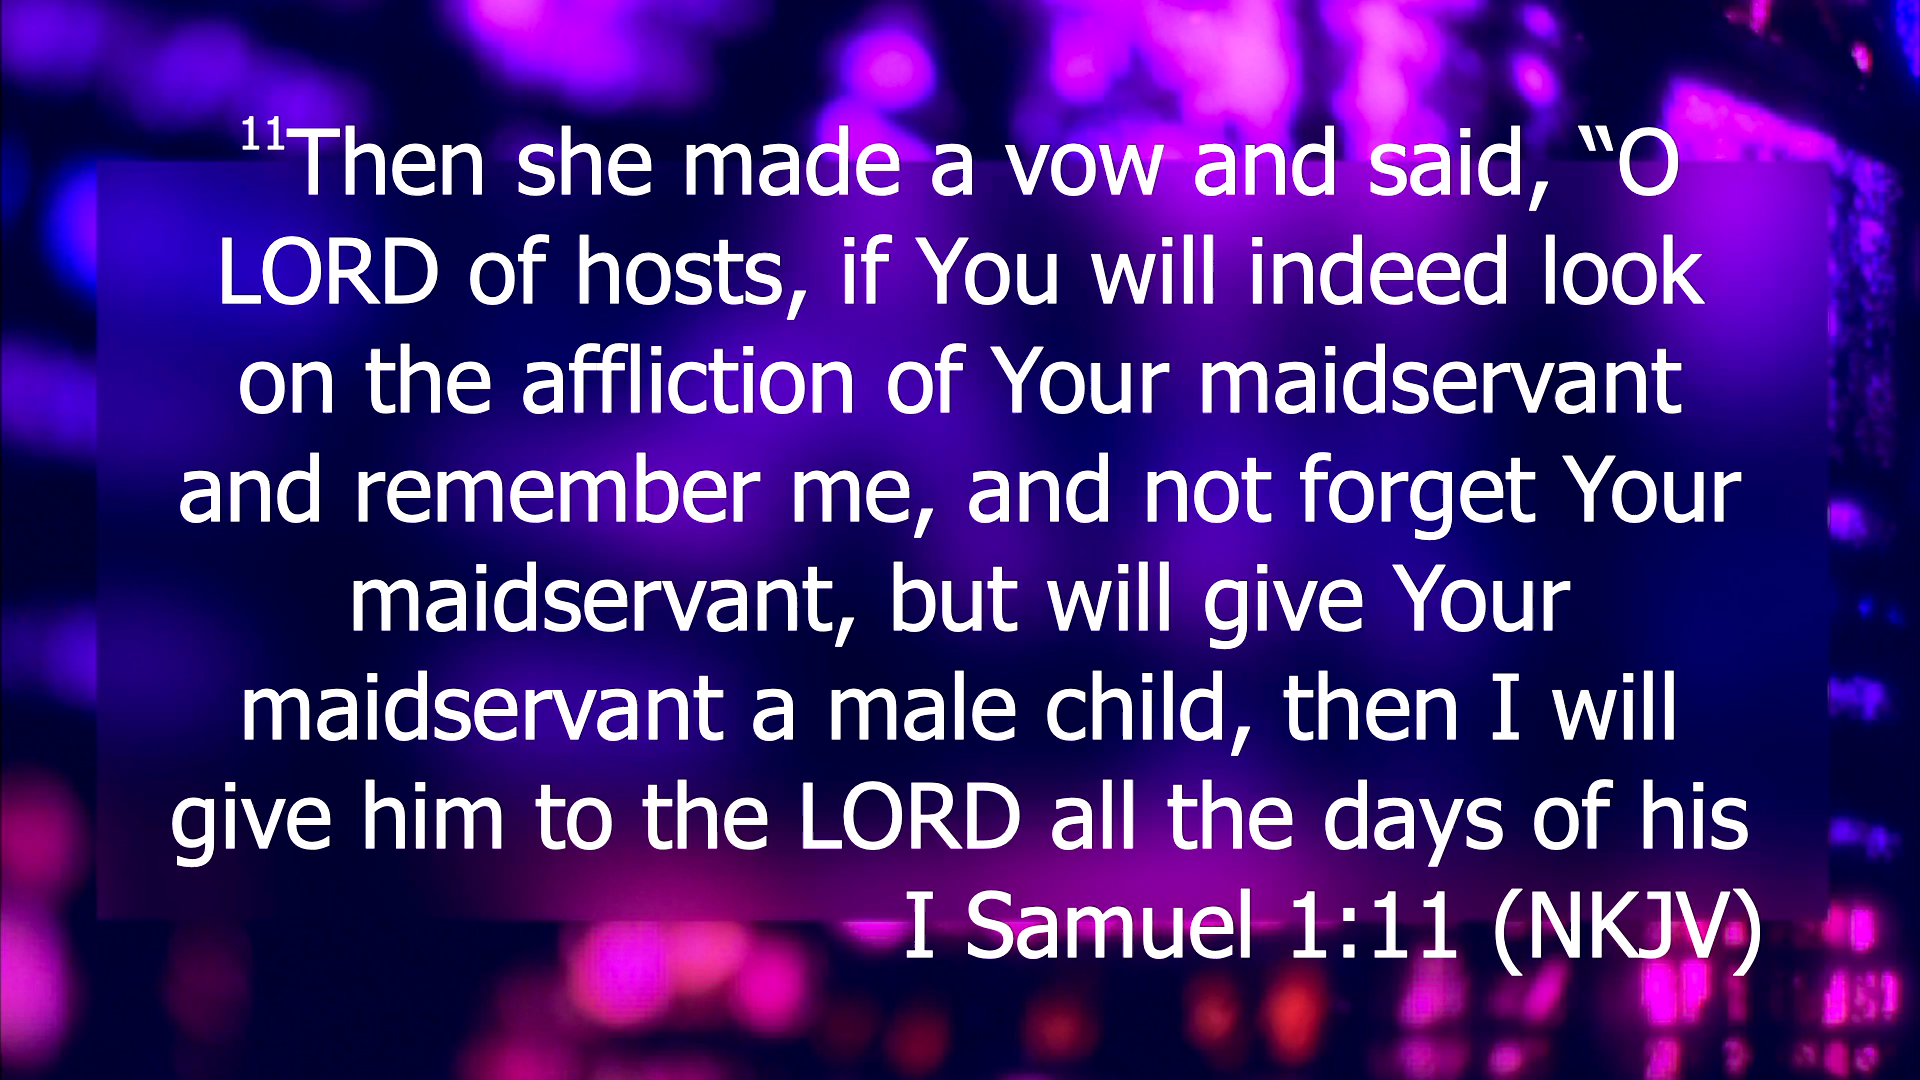 11Then she made a vow and said, “O
LORD of hosts, if You will indeed look
on the affliction of Your maidservant
and remember me, and not forget Your
maidservant, but will give Your
maidservant a male child, then I will
give him to the LORD all the days of his
I Samuel 1:11 (NKJV)